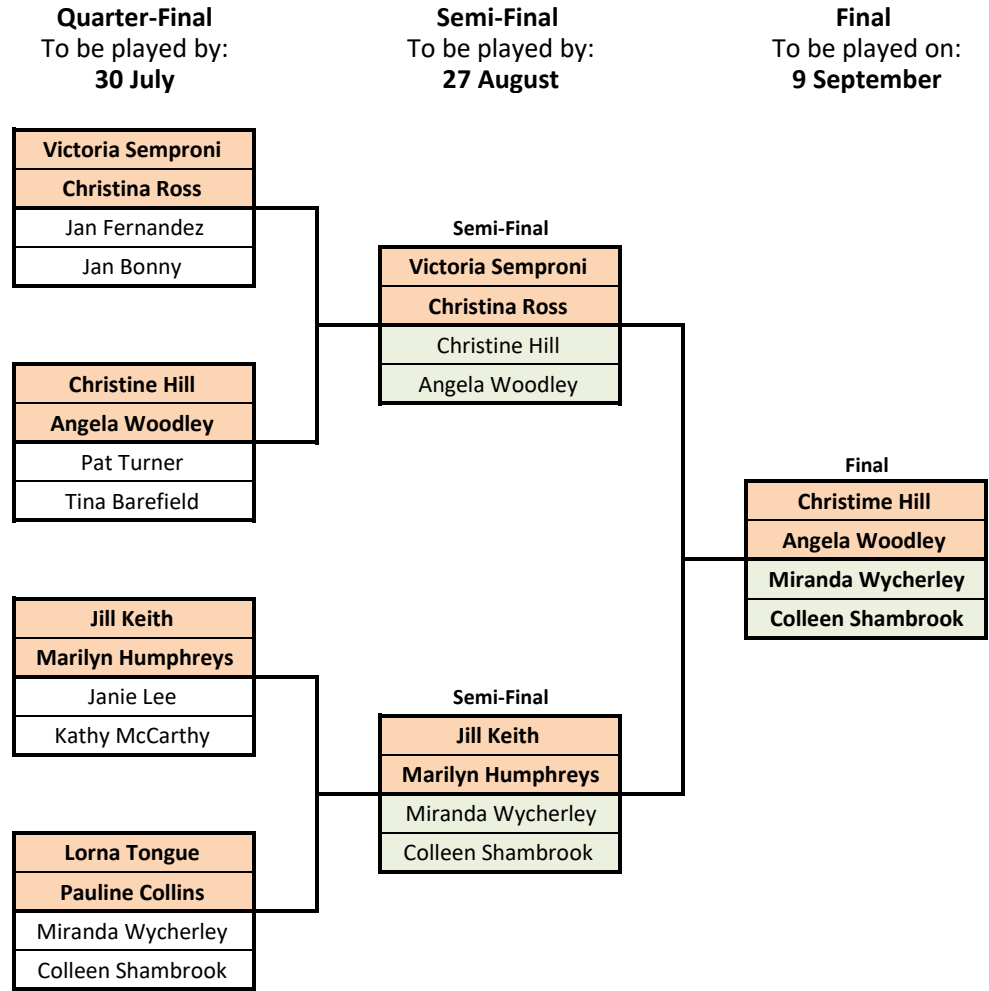 Quarter-Final
To be played by:
30 July
Semi-Final
To be played by:
27 August
Final
To be played on:
9 September
Victoria Semproni
Christina Ross
Jan Fernandez
Jan Bonny
Christine Hill
Angela Woodley
Pat Turner
Tina Barefield
Jill Keith
Marilyn Humphreys
Janie Lee
Kathy McCarthy
Lorna Tongue
Pauline Collins
Miranda Wycherley
Colleen Shambrook
Semi-Final
Victoria Semproni
Christina Ross
Christine Hill
Angela Woodley
Semi-Final
Jill Keith
Marilyn Humphreys
Miranda Wycherley
Colleen Shambrook
Final
Christime Hill
Angela Woodley
Miranda Wycherley
Colleen Shambrook